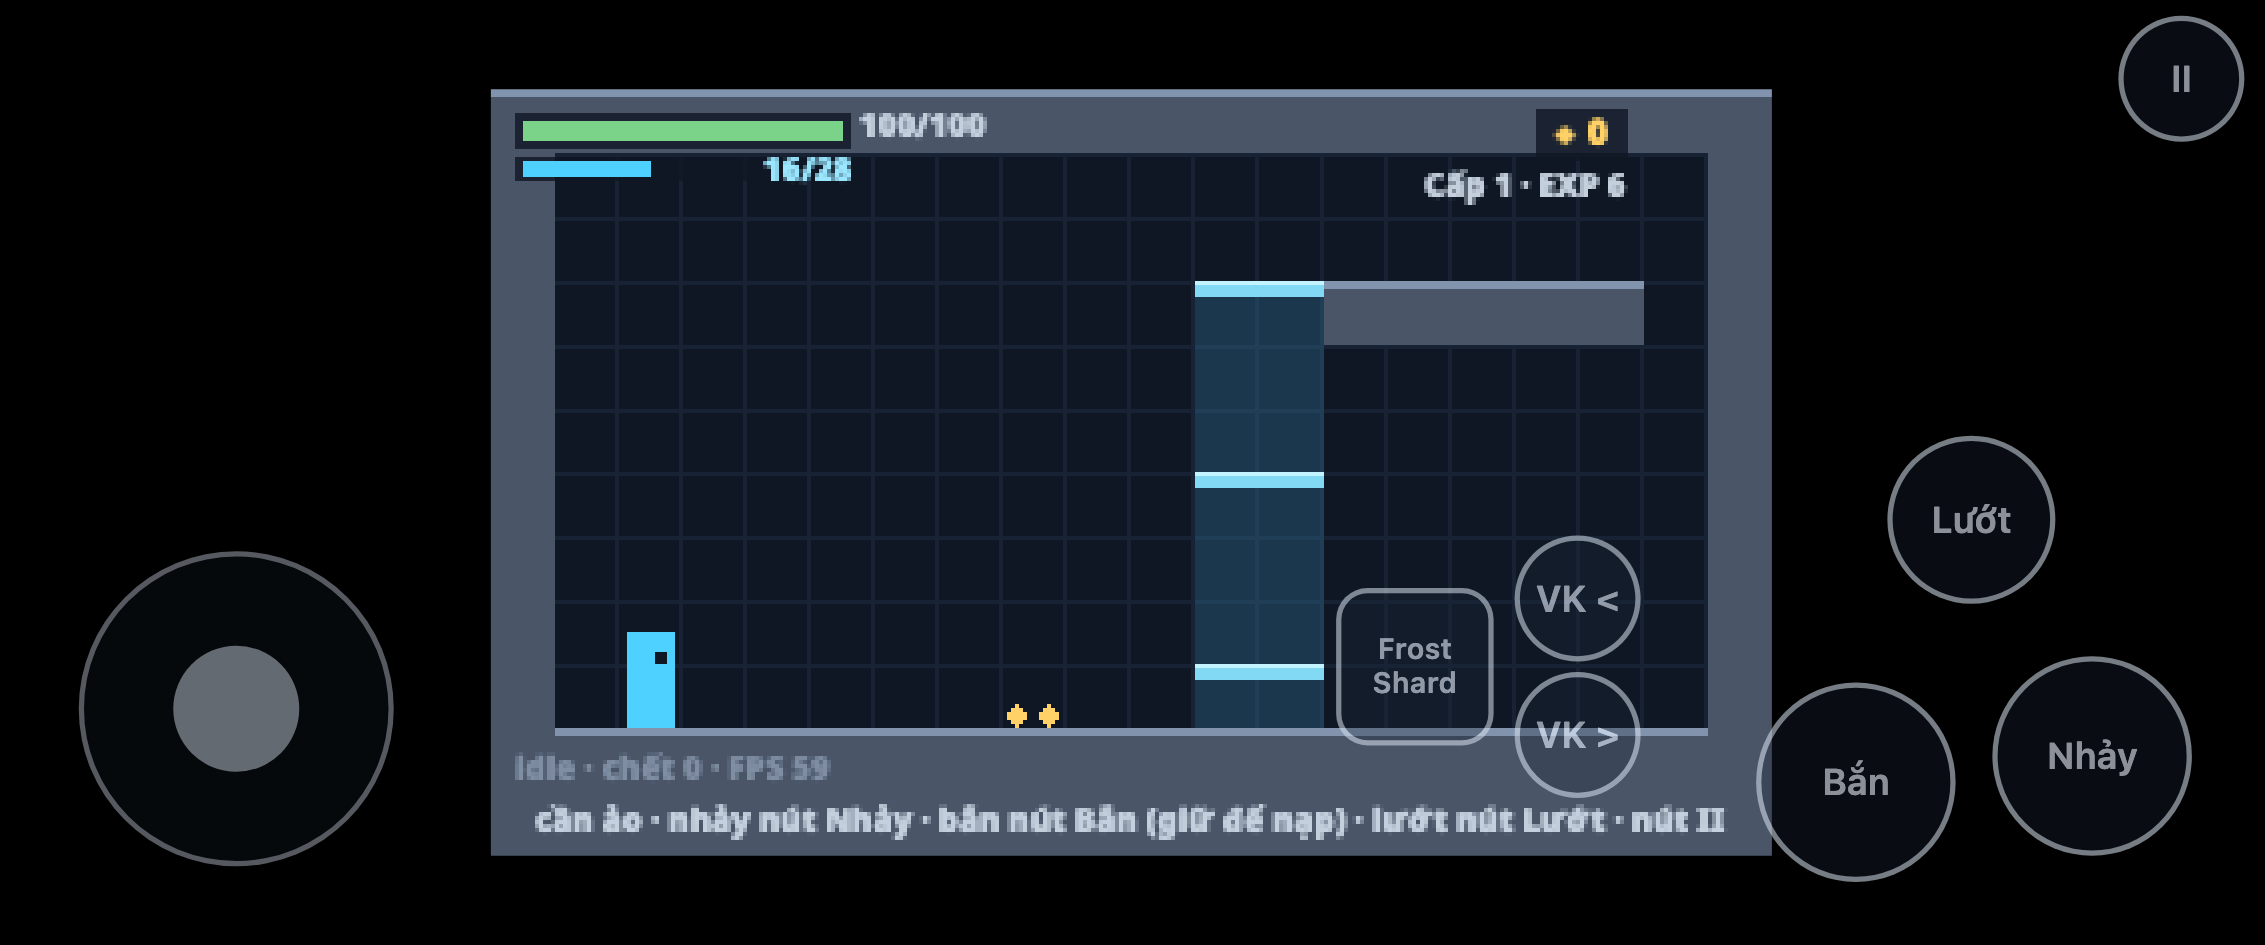 II
100/100
0
16/28
Cấp 1 · EXP 6
Lướt
VK <
Frost
Shard
VK >
Bắn
Nhảy
Idle · chết 0 · FPS 59
cần ảo · nhảy nút Nhảy · bắn nút Bắn (giữ để nạp) · lướt nút Lướt · nút II